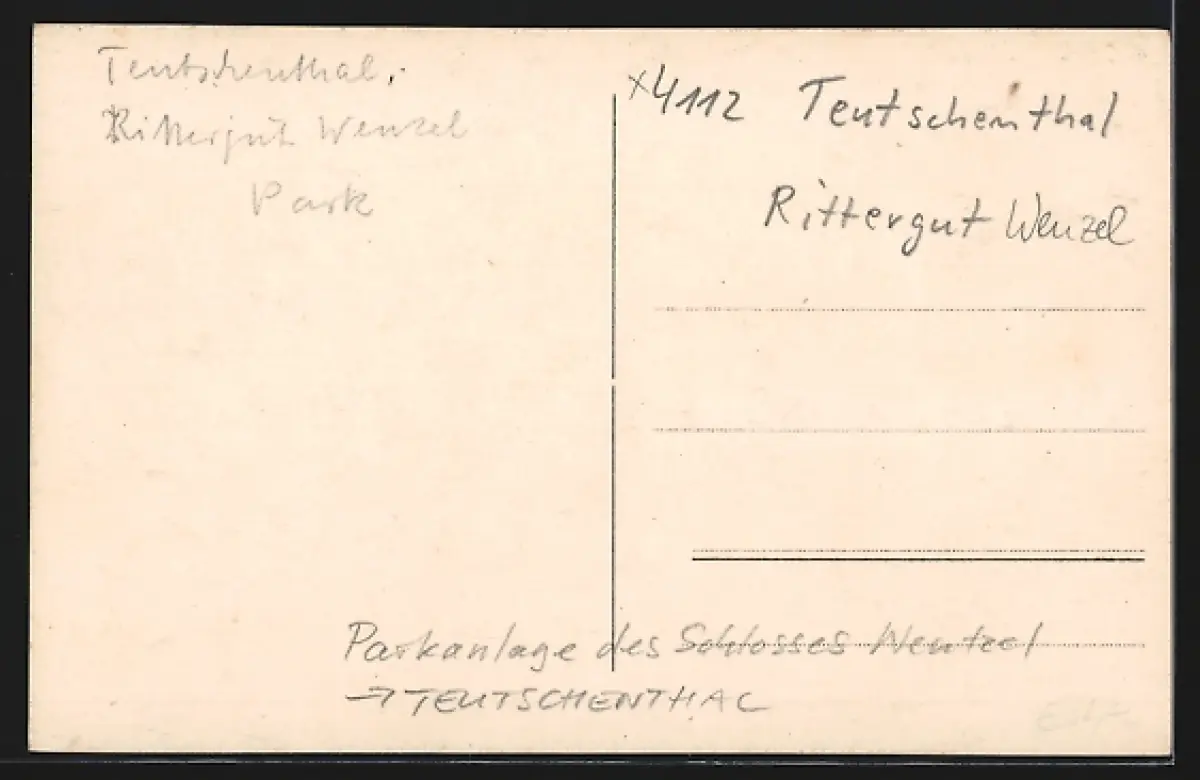 Teutschenthal,
Rittergut Wenzel
Park
x4112 Teutschenthal
Rittergut Wenzel
Parkanlage des Schlosses Wentzel
→ TEUTSCHENTHAL